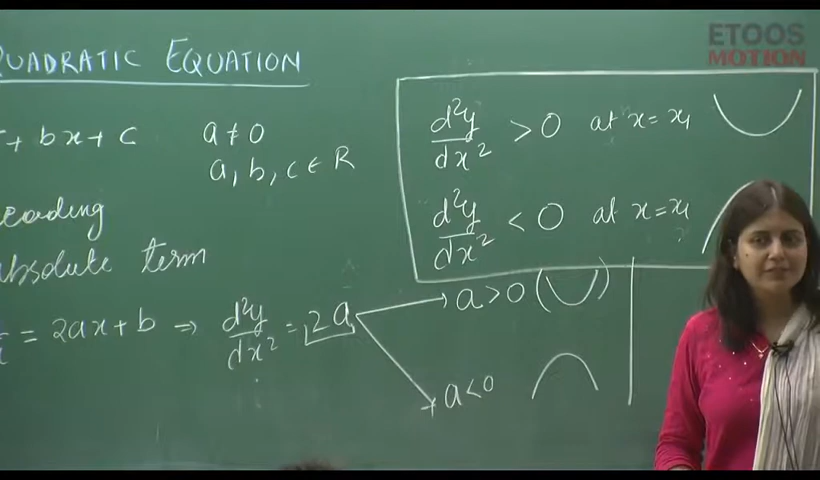 ETOOS
MOTION
QUADRATIC EQUATION
+ bx + c a ≠ 0
a, b, c ∈ R
eading
absolute term
= 2ax + b ⇒ d²y/dx² = 2a
d²y/dx² > 0 at x = x₁
d²y/dx² < 0 at x = x₁
a > 0 ( )
a < 0